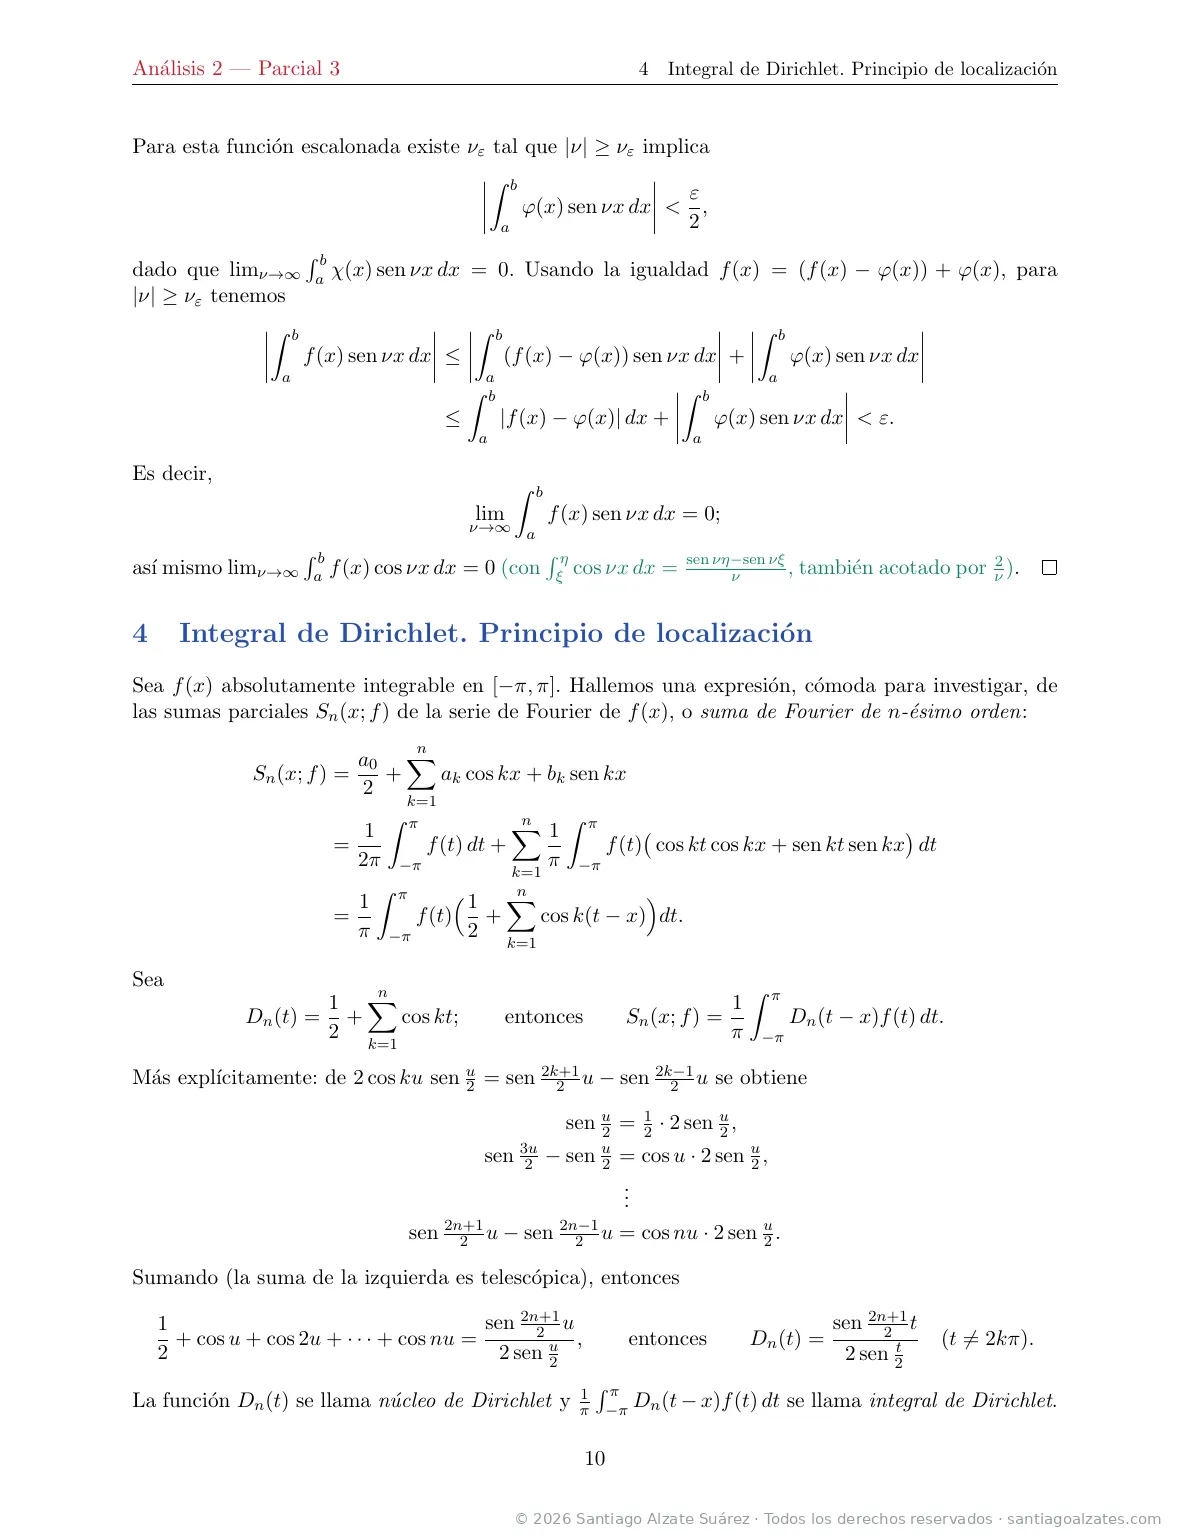 Análisis 2 — Parcial 3 4 Integral de Dirichlet. Principio de localización
Para esta función escalonada existe ν_ε tal que |ν| ≥ ν_ε implica
|∫_a^b φ(x) sen νx dx| < ε/2,
dado que lim_{ν→∞} ∫_a^b χ(x) sen νx dx = 0. Usando la igualdad f(x) = (f(x) − φ(x)) + φ(x), para
|ν| ≥ ν_ε tenemos
|∫_a^b f(x) sen νx dx| ≤ |∫_a^b (f(x) − φ(x)) sen νx dx| + |∫_a^b φ(x) sen νx dx|
≤ ∫_a^b |f(x) − φ(x)| dx + |∫_a^b φ(x) sen νx dx| < ε.
Es decir,
lim_{ν→∞} ∫_a^b f(x) sen νx dx = 0;
así mismo lim_{ν→∞} ∫_a^b f(x) cos νx dx = 0 (con ∫_ξ^η cos νx dx = (sen νη−sen νξ)/ν, también acotado por 2/ν). □
4 Integral de Dirichlet. Principio de localización
Sea f(x) absolutamente integrable en [−π, π]. Hallemos una expresión, cómoda para investigar, de
las sumas parciales S_n(x; f) de la serie de Fourier de f(x), o suma de Fourier de n-ésimo orden:
S_n(x; f) = a_0/2 + ∑_{k=1}^n a_k cos kx + b_k sen kx
= 1/2π ∫_{−π}^π f(t) dt + ∑_{k=1}^n 1/π ∫_{−π}^π f(t)(cos kt cos kx + sen kt sen kx) dt
= 1/π ∫_{−π}^π f(t)(1/2 + ∑_{k=1}^n cos k(t − x))dt.
Sea
D_n(t) = 1/2 + ∑_{k=1}^n cos kt; entonces S_n(x; f) = 1/π ∫_{−π}^π D_n(t − x)f(t) dt.
Más explícitamente: de 2 cos ku sen u/2 = sen (2k+1)/2 u − sen (2k−1)/2 u se obtiene
sen u/2 = 1/2 · 2 sen u/2,
sen 3u/2 − sen u/2 = cos u · 2 sen u/2,
⋮
sen (2n+1)/2 u − sen (2n−1)/2 u = cos nu · 2 sen u/2.
Sumando (la suma de la izquierda es telescópica), entonces
1/2 + cos u + cos 2u + · · · + cos nu = (sen (2n+1)/2 u)/(2 sen u/2), entonces D_n(t) = (sen (2n+1)/2 t)/(2 sen t/2) (t ≠ 2kπ).
La función D_n(t) se llama núcleo de Dirichlet y 1/π ∫_{−π}^π D_n(t − x)f(t) dt se llama integral de Dirichlet.
10
© 2026 Santiago Alzate Suárez · Todos los derechos reservados · santiagoalzates.com